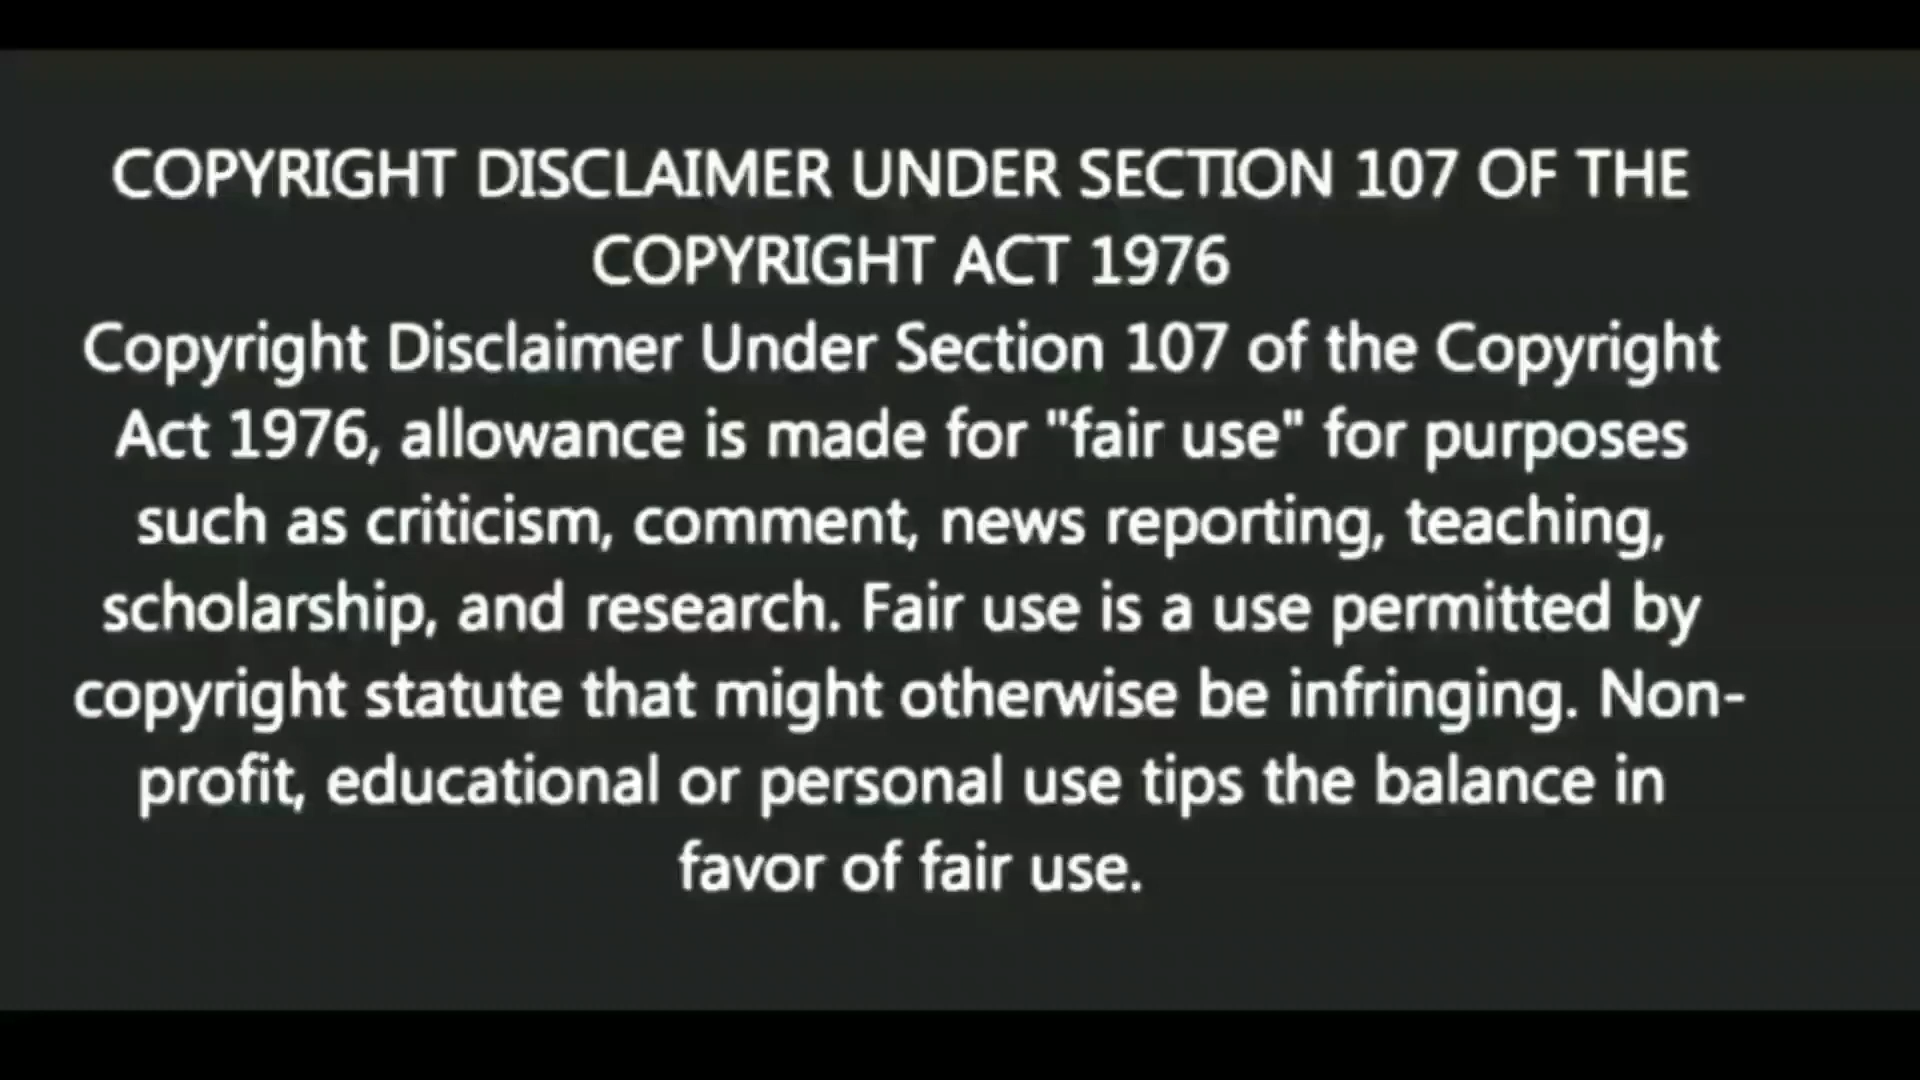 COPYRIGHT DISCLAIMER UNDER SECTION 107 OF THE
COPYRIGHT ACT 1976
Copyright Disclaimer Under Section 107 of the Copyright
Act 1976, allowance is made for "fair use" for purposes
such as criticism, comment, news reporting, teaching,
scholarship, and research. Fair use is a use permitted by
copyright statute that might otherwise be infringing. Non-
profit, educational or personal use tips the balance in
favor of fair use.